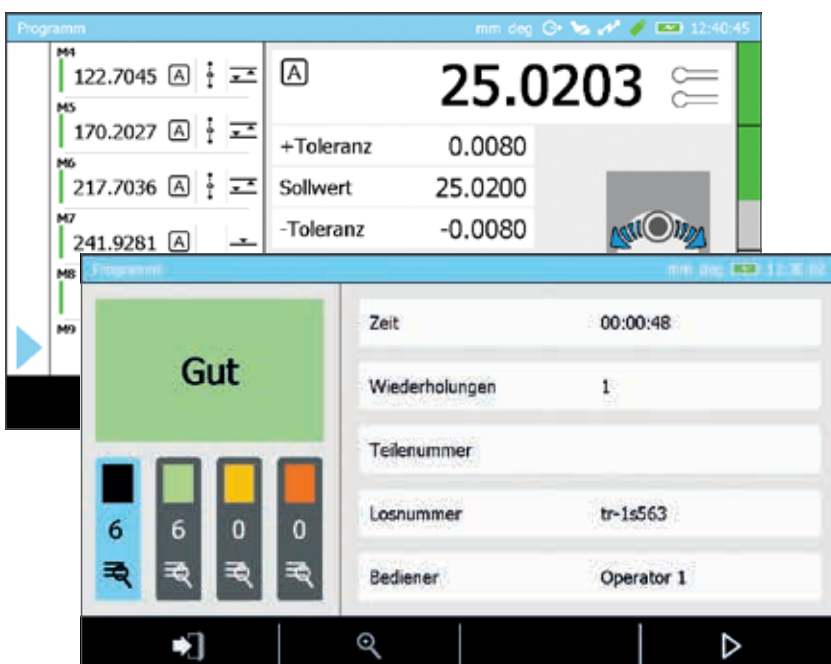 Programm
mm deg 12:40:45
M4
122.7045 A
M5
170.2027 A
M6
217.7036 A
M7
241.9281 A
M8
M9
A 25.0203
+Toleranz 0.0080
Sollwert 25.0200
-Toleranz -0.0080
Programm
mm deg
Gut
6 6 0 0
Zeit 00:00:48
Wiederholungen 1
Teilenummer
Losnummer tr-1s563
Bediener Operator 1